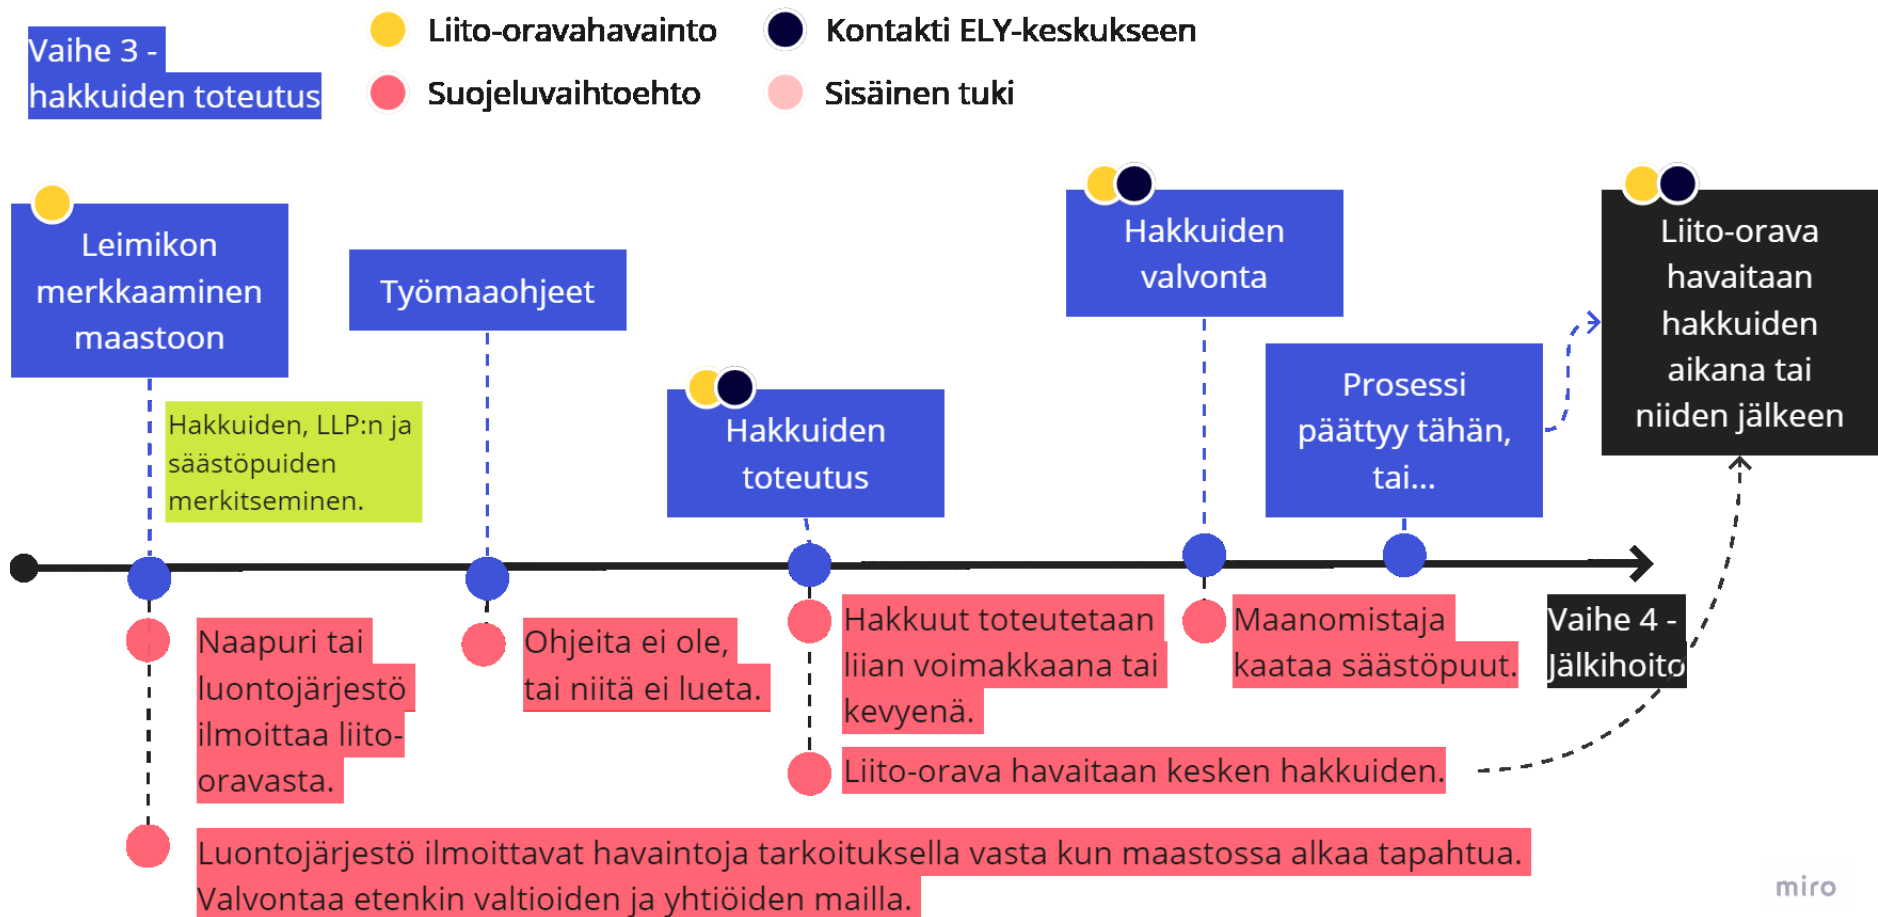 Vaihe 3 -
hakkuiden toteutus
Liito-oravahavainto
Kontakti ELY-keskukseen
Suojeluvaihtoehto
Sisäinen tuki
Leimikon
merkkaaminen
maastoon
Hakkuiden, LLP:n ja
säästöpuiden
merkitseminen.
Työmaaohjeet
Hakkuiden
toteutus
Hakkuiden
valvonta
Prosessi
päättyy tähän,
tai...
Liito-orava
havaitaan
hakkuiden
aikana tai
niiden jälkeen
Naapuri tai
luontojärjestö
ilmoittaa liito-
oravasta.
Ohjeita ei ole,
tai niitä ei lueta.
Hakkuut toteutetaan
liian voimakkaana tai
kevyenä.
Liito-orava havaitaan kesken hakkuiden.
Maanomistaja
kaataa säästöpuut.
Vaihe 4 -
Jälkihoito
Luontojärjestö ilmoittavat havaintoja tarkoituksella vasta kun maastossa alkaa tapahtua.
Valvontaa etenkin valtioiden ja yhtiöiden mailla.
miro